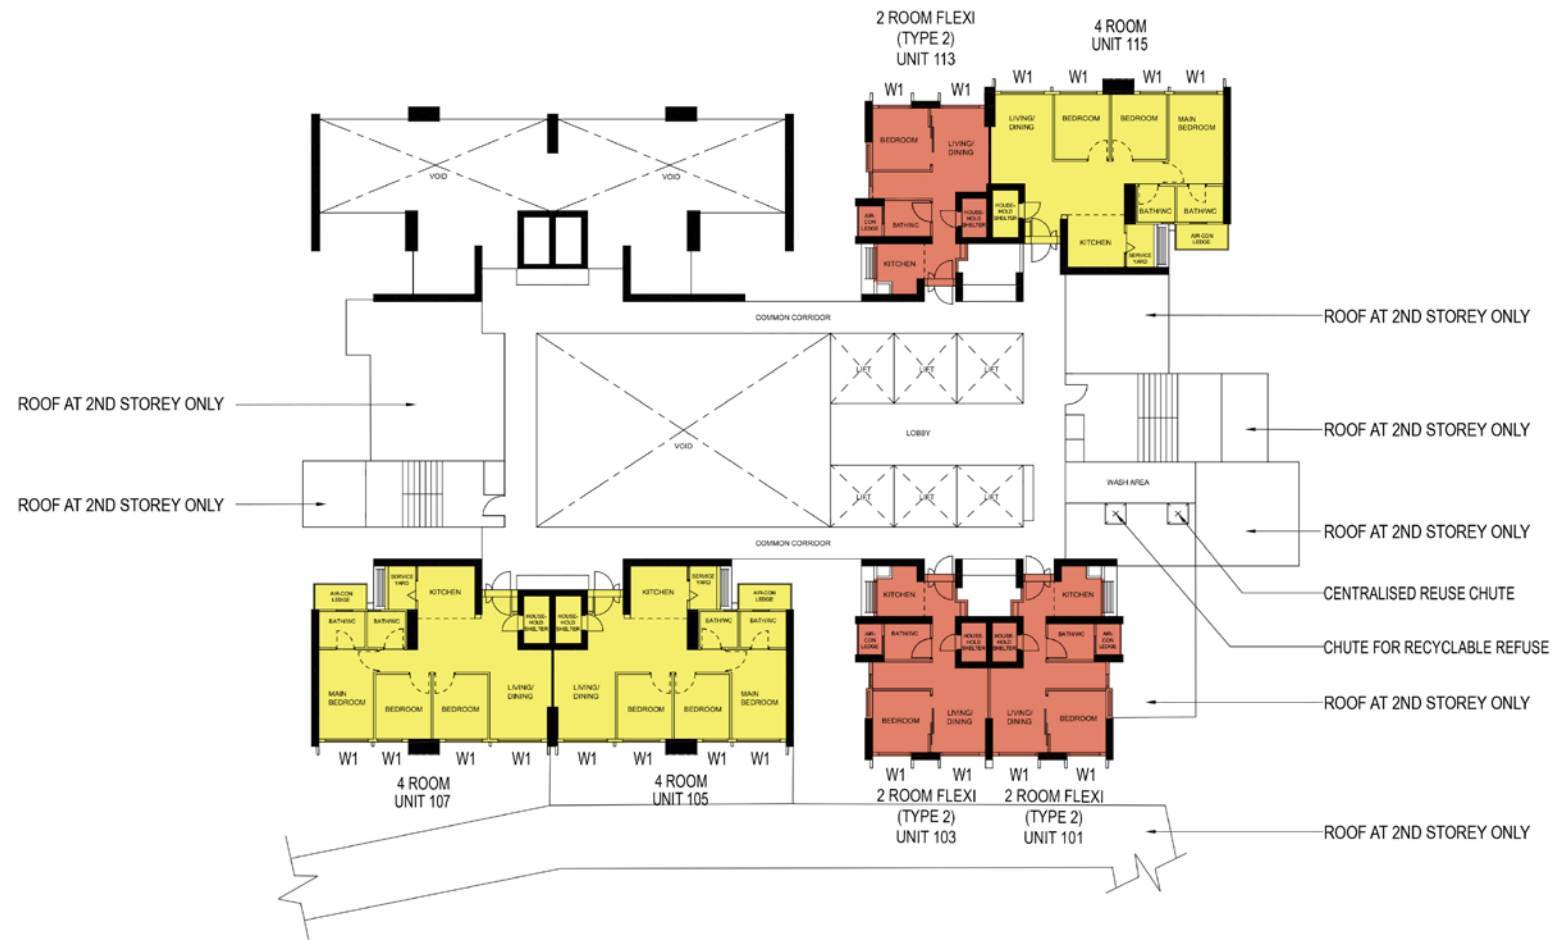 2 ROOM FLEXI
(TYPE 2)
UNIT 113
4 ROOM
UNIT 115
W1
W1
W1
W1
W1
W1
BEDROOM
LIVING/
DINING
LIVING/
DINING
BEDROOM
BEDROOM
MAIN
BEDROOM
VOID
VOID
AIR-
CON
LEDGE
BATH/WC
HOUSE-
HOLD
SHELTER
HOUSE-
HOLD
SHELTER
BATH/WC
BATH/WC
AIR-CON
LEDGE
KITCHEN
KITCHEN
SERVICE
YARD
COMMON CORRIDOR
ROOF AT 2ND STOREY ONLY
LIFT
LIFT
LIFT
ROOF AT 2ND STOREY ONLY
LOBBY
ROOF AT 2ND STOREY ONLY
VOID
WASH AREA
ROOF AT 2ND STOREY ONLY
LIFT
LIFT
LIFT
ROOF AT 2ND STOREY ONLY
COMMON CORRIDOR
CENTRALISED REUSE CHUTE
CHUTE FOR RECYCLABLE REFUSE
SERVICE
YARD
KITCHEN
KITCHEN
SERVICE
YARD
KITCHEN
KITCHEN
AIR-CON
LEDGE
AIR-CON
LEDGE
BATH/WC
BATH/WC
HOUSE-
HOLD
SHELTER
HOUSE-
HOLD
SHELTER
BATH/WC
BATH/WC
AIR-
CON
LEDGE
BATH/WC
HOUSE-
HOLD
SHELTER
HOUSE-
HOLD
SHELTER
BATH/WC
AIR-
CON
LEDGE
MAIN
BEDROOM
BEDROOM
BEDROOM
LIVING/
DINING
LIVING/
DINING
BEDROOM
BEDROOM
MAIN
BEDROOM
BEDROOM
LIVING/
DINING
LIVING/
DINING
BEDROOM
ROOF AT 2ND STOREY ONLY
W1
W1
W1
W1
W1
W1
W1
W1
W1
W1
W1
W1
4 ROOM
UNIT 107
4 ROOM
UNIT 105
2 ROOM FLEXI
(TYPE 2)
UNIT 103
2 ROOM FLEXI
(TYPE 2)
UNIT 101
ROOF AT 2ND STOREY ONLY